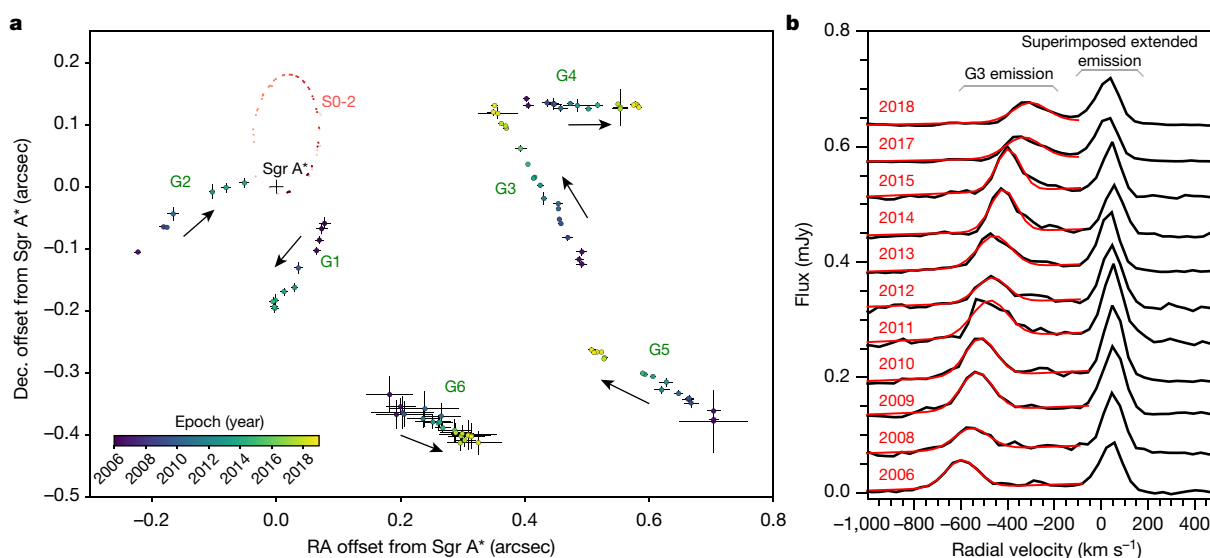 a
Dec. offset from Sgr A* (arcsec)
0.2
0.1
0.0
−0.1
−0.2
−0.3
−0.4
−0.5
S0-2
Sgr A*
G2
G1
G4
G3
G5
G6
Epoch (year)
2006
2008
2010
2012
2014
2016
2018
−0.2
0.0
0.2
0.4
0.6
0.8
RA offset from Sgr A* (arcsec)
b
Flux (mJy)
0.8
0.6
0.4
0.2
0.0
Superimposed extended
emission
G3 emission
2018
2017
2015
2014
2013
2012
2011
2010
2009
2008
2006
−1,000
−800
−600
−400
−200
0
200
400
Radial velocity (km s⁻¹)